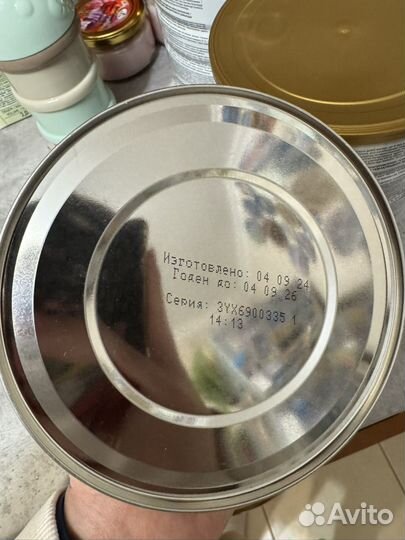 Изготовлено: 04 09 24
Годен до: 04 09 26
Серия: 3YX6900335 1
14:13
Avito